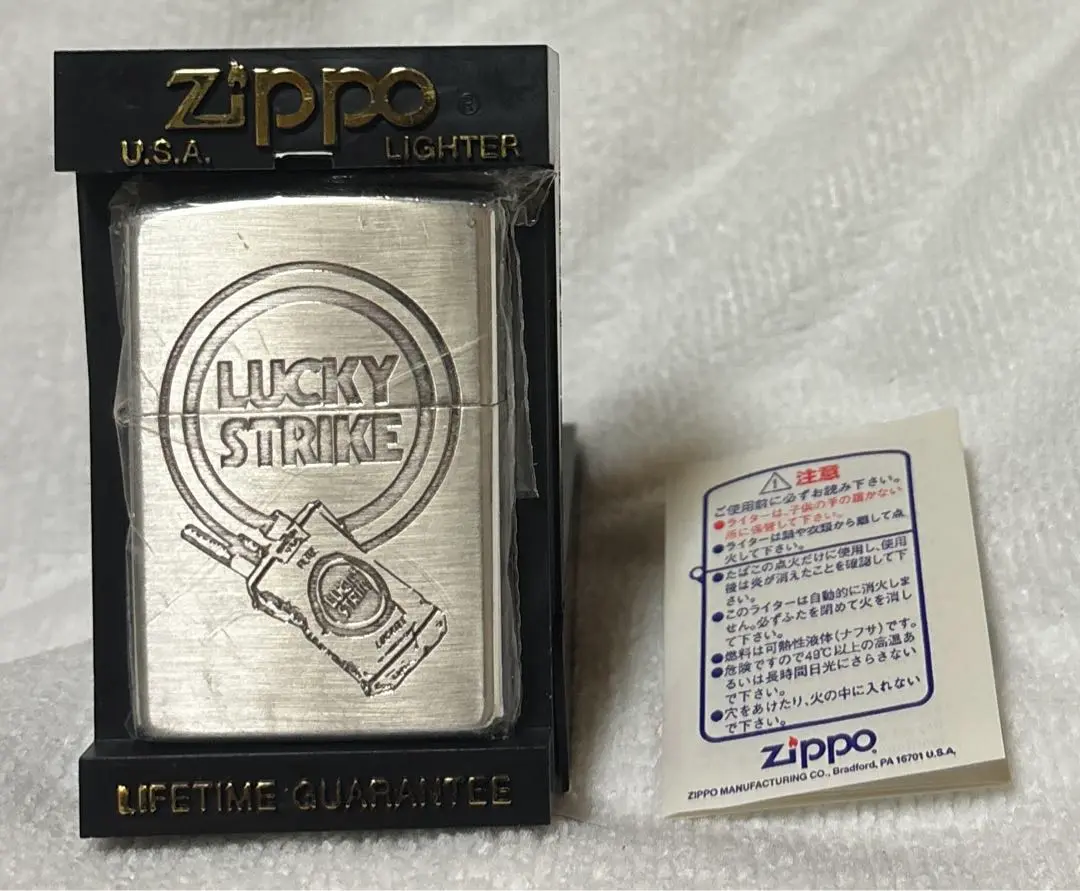 Zippo
®
U.S.A. LIGHTER
LUCKY
STRIKE
LUCKY
STRIKE
LIFETIME GUARANTEE
注意
ご使用前に必ずお読み下さい。
●ライターは、子供の手の届かない
所に保管して下さい。
●ライターは顔や衣類から離して点
火して下さい。
●たばこの点火だけに使用し、使用
後は炎が消えたことを確認して下
さい。
●このライターは自動的に消火しま
せん。必ずふたを閉めて火を消し
て下さい。
●燃料は可熱性液体(ナフサ)です。
●危険ですので49℃以上の高温あ
るいは長時間日光にさらさない
で下さい。
●穴をあけたり、火の中に入れない
で下さい。
Zippo
ZIPPO MANUFACTURING CO., Bradford, PA 16701 U.S.A.